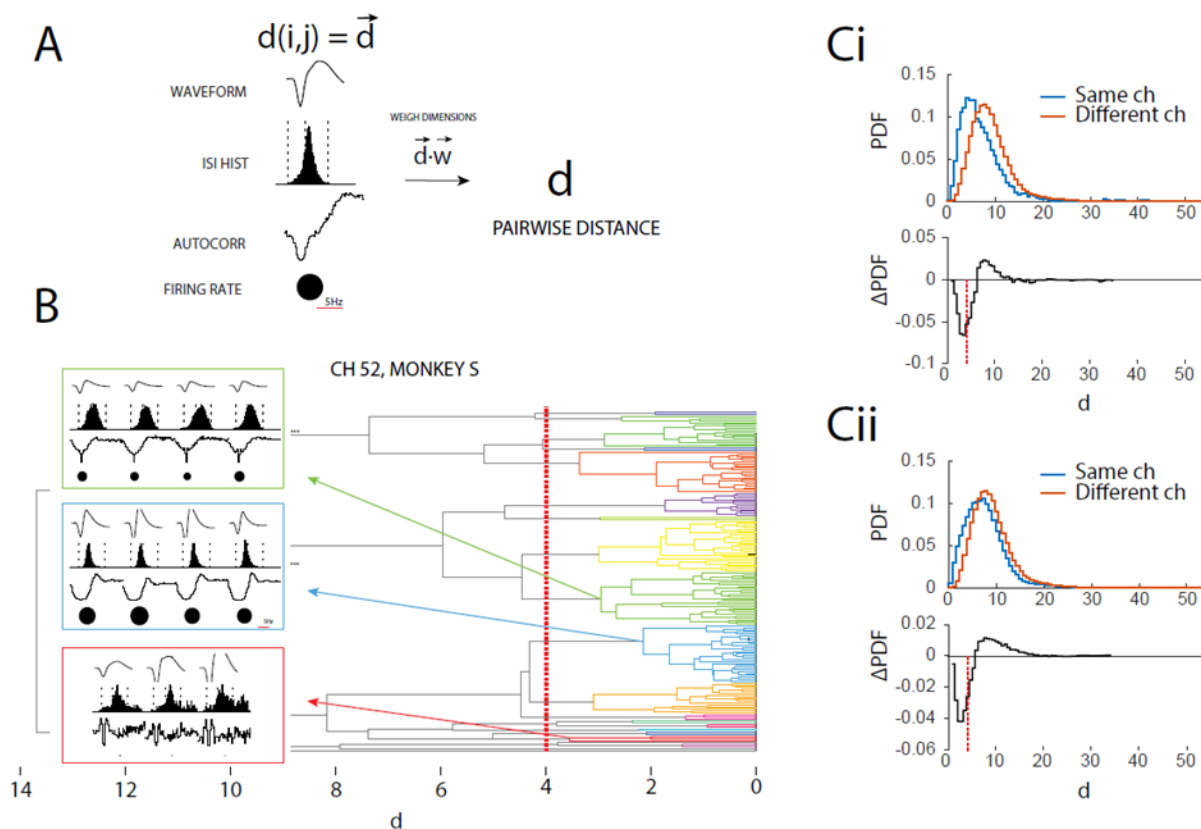 A
d(i,j) = d
WAVEFORM
ISI HIST
AUTOCORR
FIRING RATE
5Hz
WEIGH DIMENSIONS
d·w
d
PAIRWISE DISTANCE
B
CH 52, MONKEY S
...
...
5Hz
14 12 10 8 6 4 2 0
d
Ci
Same ch
Different ch
PDF
0.15
0.1
0.05
0
0 10 20 30 40 50
ΔPDF
0.05
0
-0.05
-0.1
0 10 20 30 40 50
d
Cii
Same ch
Different ch
PDF
0.15
0.1
0.05
0
0 10 20 30 40 50
ΔPDF
0.02
0
-0.02
-0.04
-0.06
0 10 20 30 40 50
d